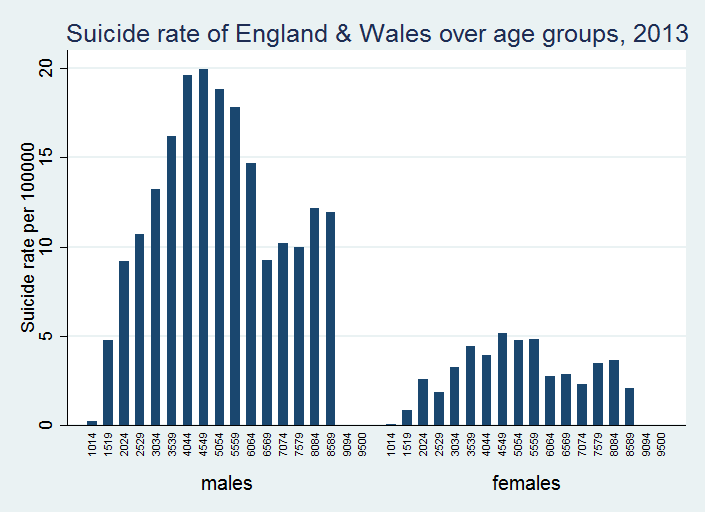 Suicide rate of England & Wales over age groups, 2013
Suicide rate per 100000
20
15
10
5
0
1014 1519 2024 2529 3034 3539 4044 4549 5054 5559 6064 6569 7074 7579 8084 8589 9094 9500 1014 1519 2024 2529 3034 3539 4044 4549 5054 5559 6064 6569 7074 7579 8084 8589 9094 9500
males females